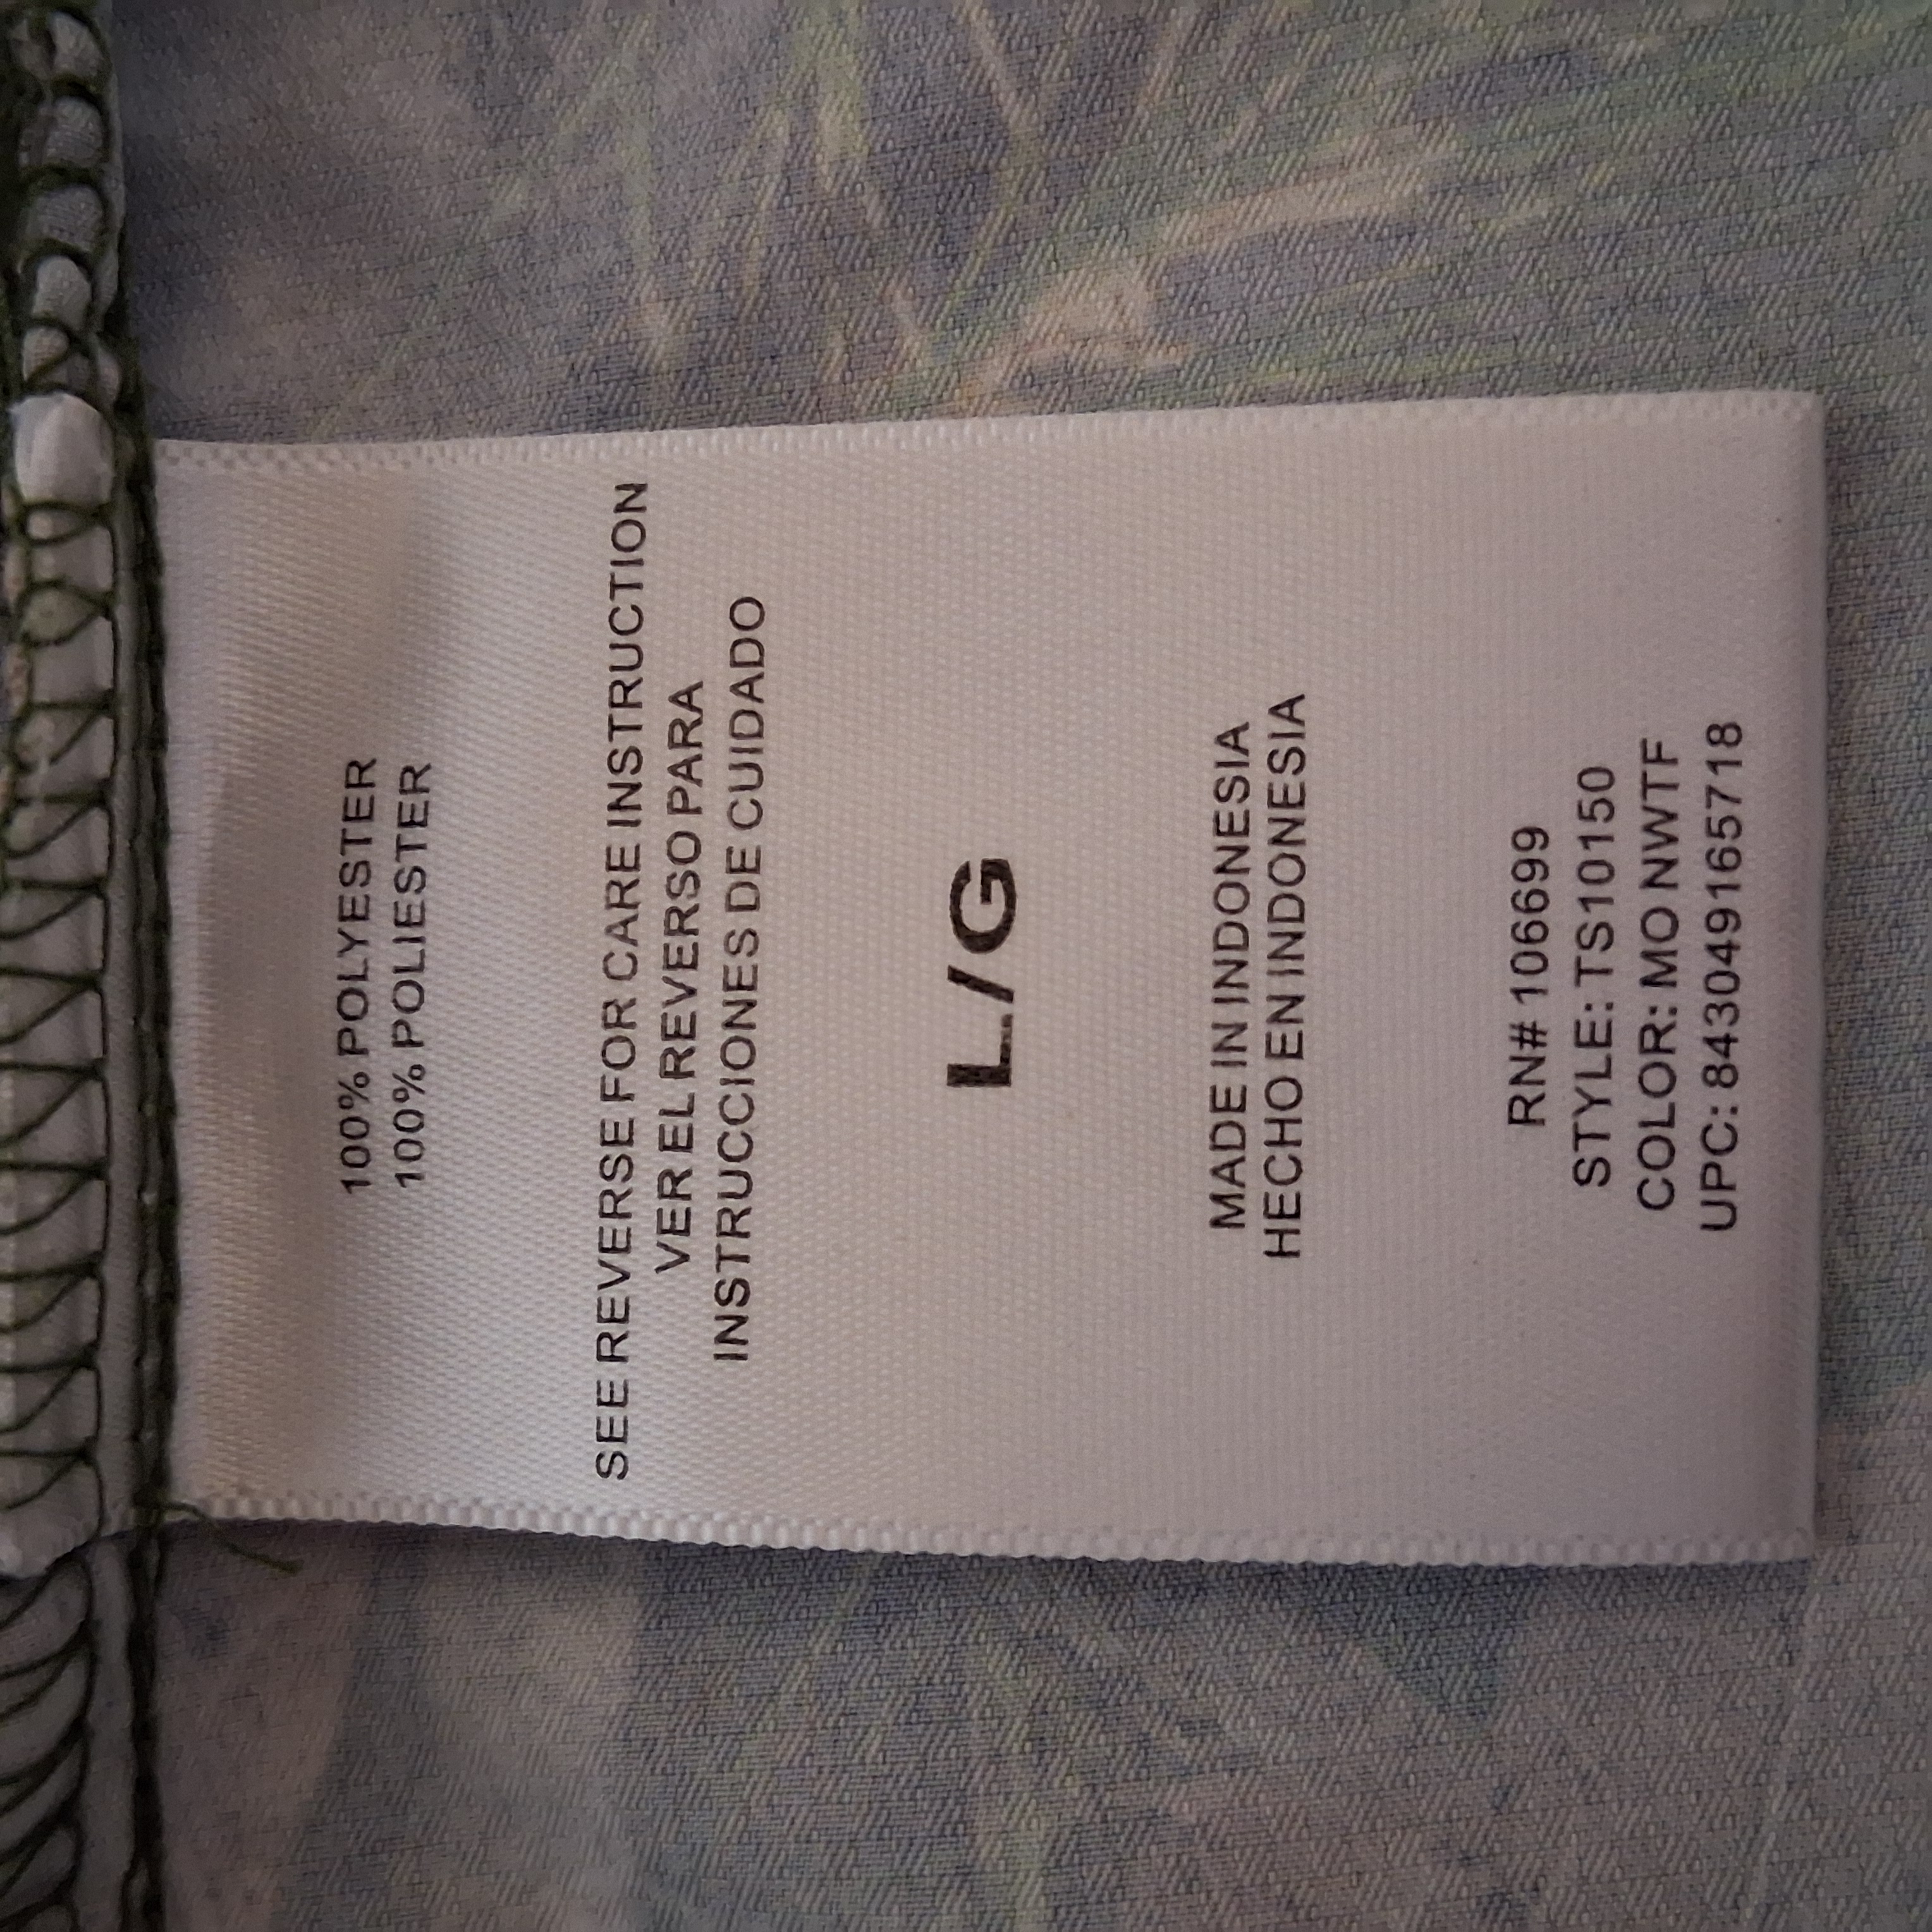 100% POLYESTER
100% POLIESTER
SEE REVERSE FOR CARE INSTRUCTION
VER EL REVERSO PARA
INSTRUCCIONES DE CUIDADO
L/G
MADE IN INDONESIA
HECHO EN INDONESIA
RN# 106699
STYLE: TS10150
COLOR: MO NWTF
UPC: 843049165718